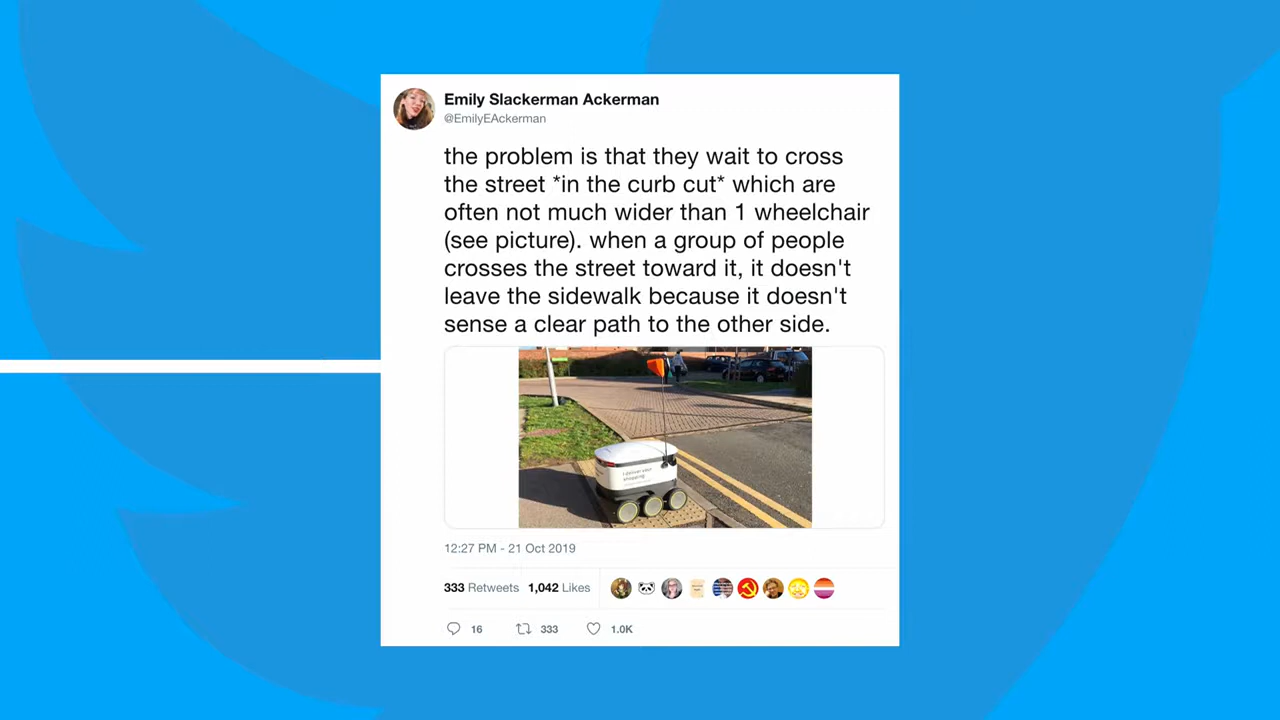 Emily Slackerman Ackerman
@EmilyEAckerman
the problem is that they wait to cross
the street *in the curb cut* which are
often not much wider than 1 wheelchair
(see picture). when a group of people
crosses the street toward it, it doesn't
leave the sidewalk because it doesn't
sense a clear path to the other side.
I deliver your
shopping
12:27 PM - 21 Oct 2019
333 Retweets 1,042 Likes
16 333 1.0K